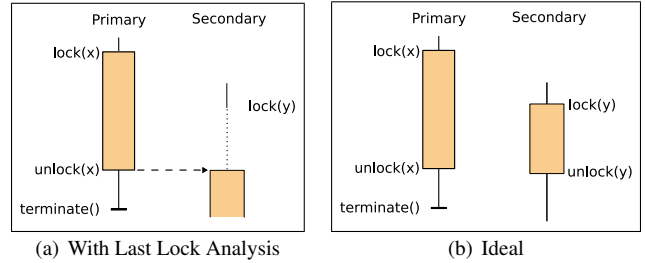 Primary Secondary
lock(x)
lock(y)
unlock(x)
terminate()
(a) With Last Lock Analysis
Primary Secondary
lock(x)
lock(y)
unlock(x)
unlock(y)
terminate()
(b) Ideal